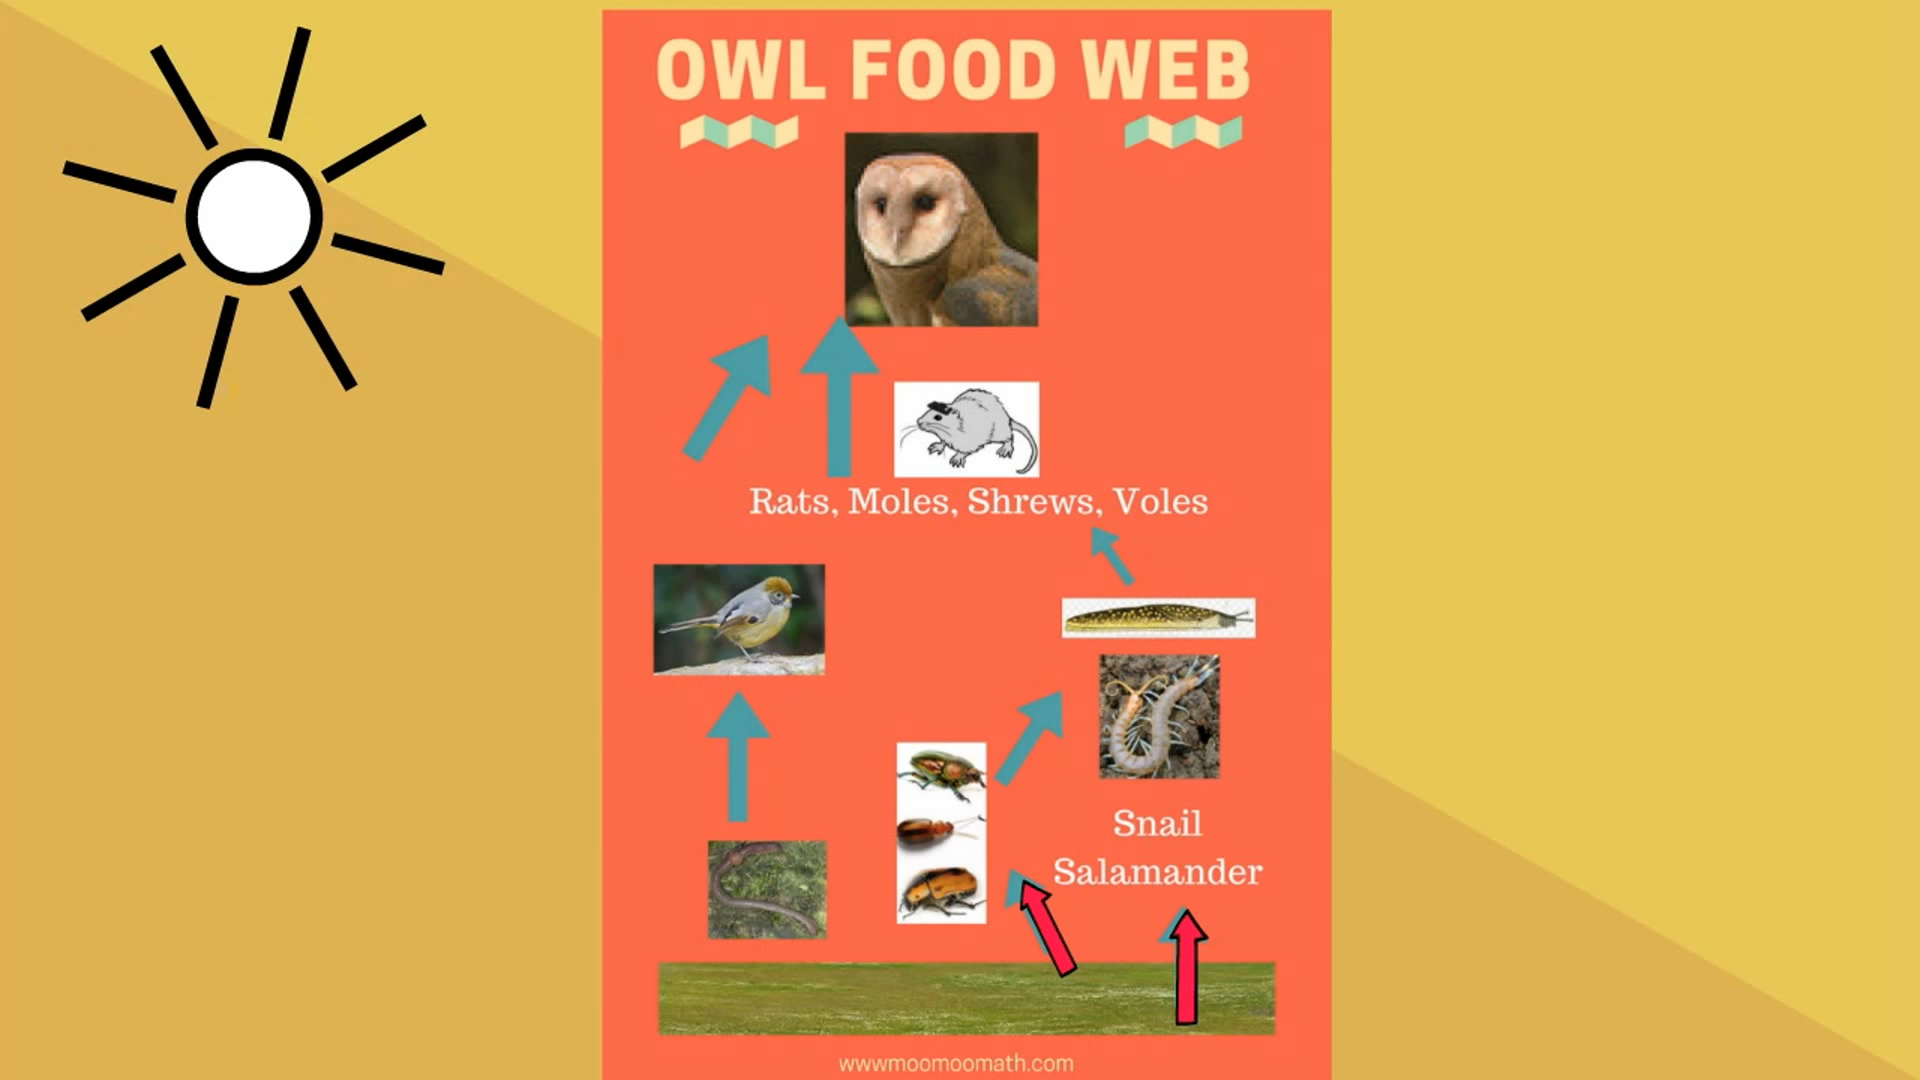 OWL FOOD WEB
Rats, Moles, Shrews, Voles
Snail
Salamander
wwwmoomoomath.com